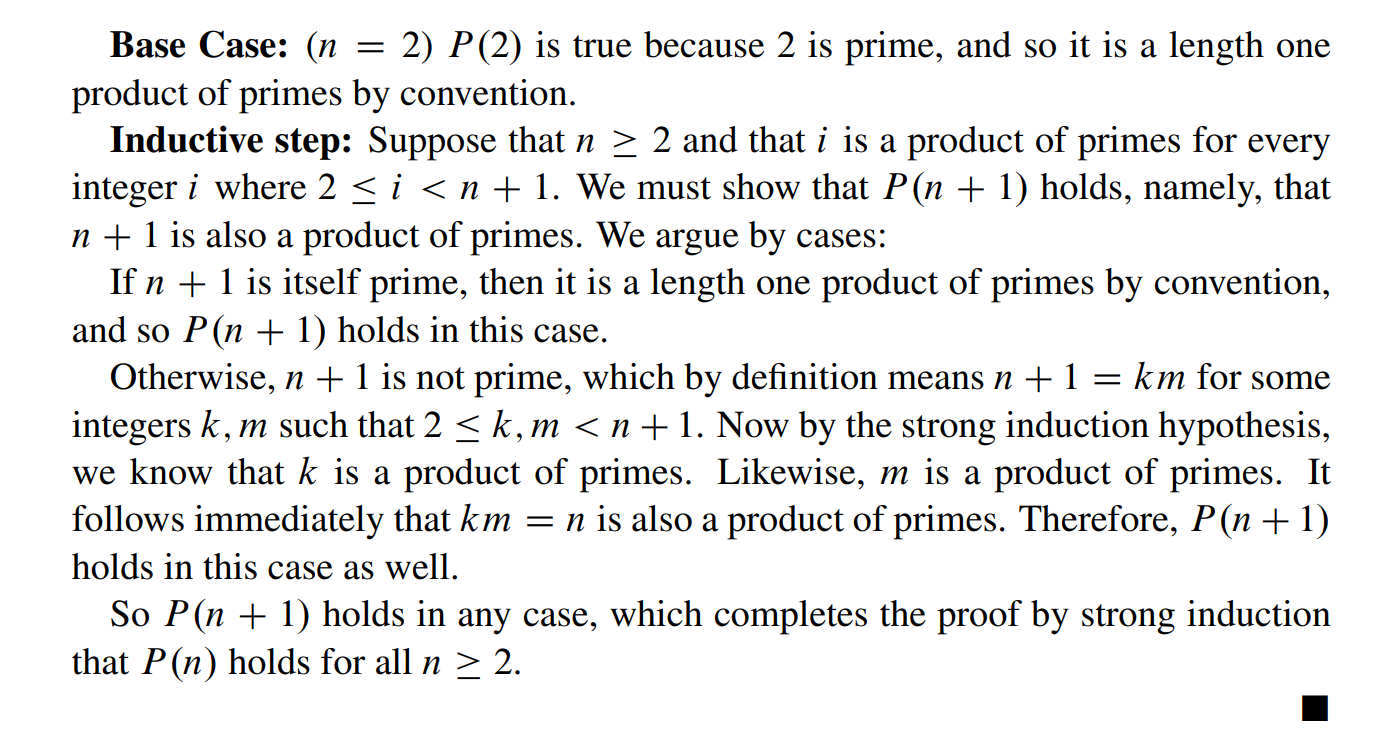 Base Case: (n = 2) P(2) is true because 2 is prime, and so it is a length one
product of primes by convention.
Inductive step: Suppose that n ≥ 2 and that i is a product of primes for every
integer i where 2 ≤ i < n + 1. We must show that P(n + 1) holds, namely, that
n + 1 is also a product of primes. We argue by cases:
If n + 1 is itself prime, then it is a length one product of primes by convention,
and so P(n + 1) holds in this case.
Otherwise, n + 1 is not prime, which by definition means n + 1 = km for some
integers k, m such that 2 ≤ k, m < n + 1. Now by the strong induction hypothesis,
we know that k is a product of primes. Likewise, m is a product of primes. It
follows immediately that km = n is also a product of primes. Therefore, P(n + 1)
holds in this case as well.
So P(n + 1) holds in any case, which completes the proof by strong induction
that P(n) holds for all n ≥ 2.
■